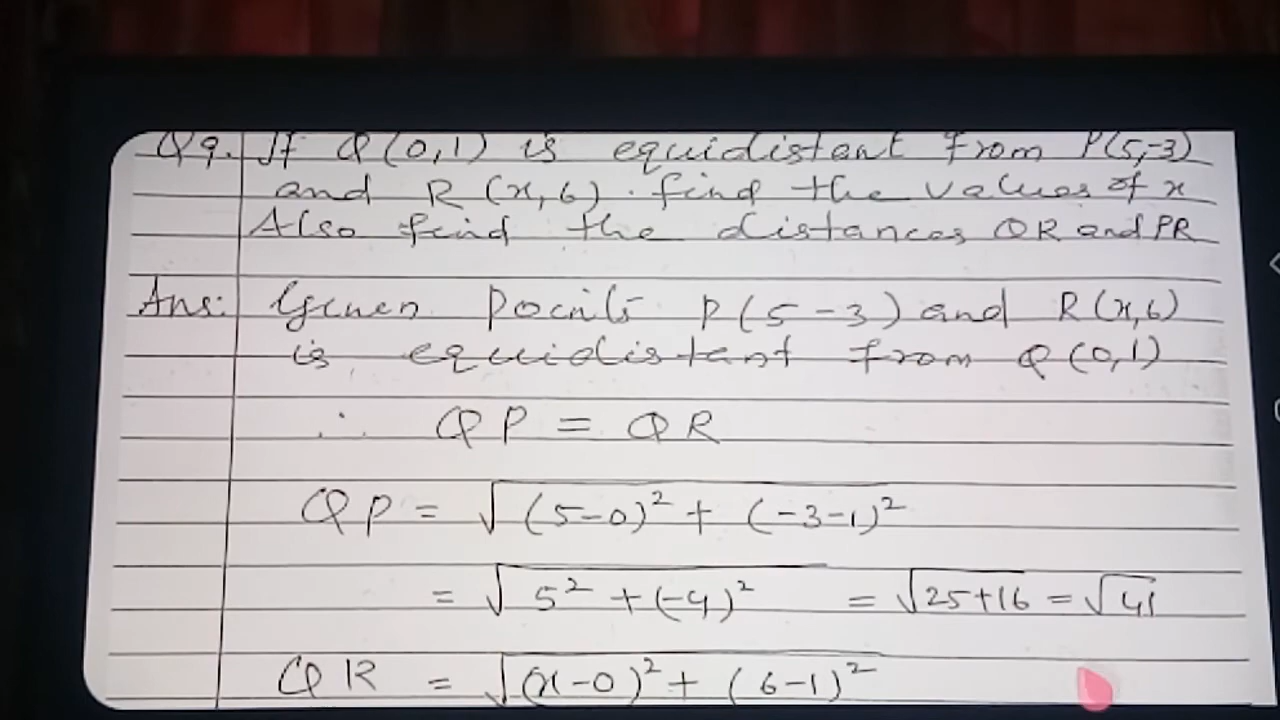 Q9. If Q(0,1) is equidistant from P(5,-3)
and R(x,6). find the values of x
Also find the distances QR and PR
Ans: Given Points P(5-3) and R(x,6)
is equidistant from Q(0,1)
∴ QP = QR
QP = √(5-0)² + (-3-1)²
= √5² + (-4)² = √25+16 = √41
QR = √(x-0)² + (6-1)²